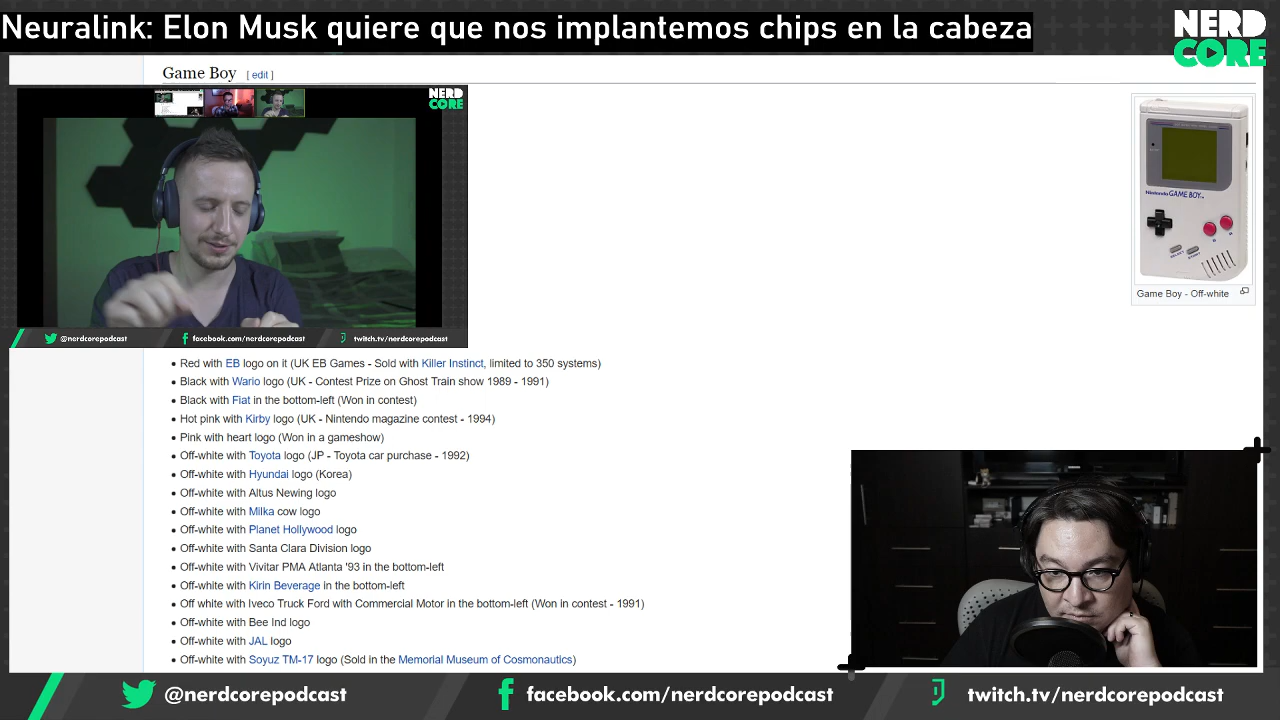 Neuralink: Elon Musk quiere que nos implantemos chips en la cabeza
NERD
CORE
Game Boy [ edit ]
NERD
CORE
Nintendo GAME BOY
SELECT
START
Game Boy - Off-white
@nerdcorepodcast
facebook.com/nerdcorepodcast
twitch.tv/nerdcorepodcast
• Red with EB logo on it (UK EB Games - Sold with Killer Instinct, limited to 350 systems)
• Black with Wario logo (UK - Contest Prize on Ghost Train show 1989 - 1991)
• Black with Fiat in the bottom-left (Won in contest)
• Hot pink with Kirby logo (UK - Nintendo magazine contest - 1994)
• Pink with heart logo (Won in a gameshow)
• Off-white with Toyota logo (JP - Toyota car purchase - 1992)
• Off-white with Hyundai logo (Korea)
• Off-white with Altus Newing logo
• Off-white with Milka cow logo
• Off-white with Planet Hollywood logo
• Off-white with Santa Clara Division logo
• Off-white with Vivitar PMA Atlanta '93 in the bottom-left
• Off-white with Kirin Beverage in the bottom-left
• Off white with Iveco Truck Ford with Commercial Motor in the bottom-left (Won in contest - 1991)
• Off-white with Bee Ind logo
• Off-white with JAL logo
• Off-white with Soyuz TM-17 logo (Sold in the Memorial Museum of Cosmonautics)
@nerdcorepodcast
facebook.com/nerdcorepodcast
twitch.tv/nerdcorepodcast